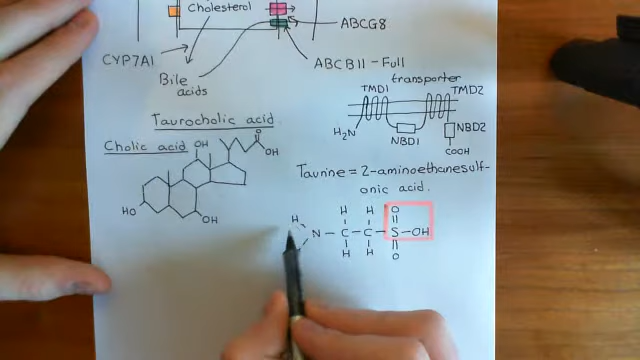 Cholesterol
ABCG8
CYP7A1
ABCB11 - Full
transporter
Bile
acids
TMD1
TMD2
H₂N
NBD1
NBD2
COOH
Taurocholic acid
Cholic acid
OH
O
OH
HO
OH
Taurine = 2-aminoethanesulf-
onic acid.
H H H O
N - C - C - S - OH
H H O